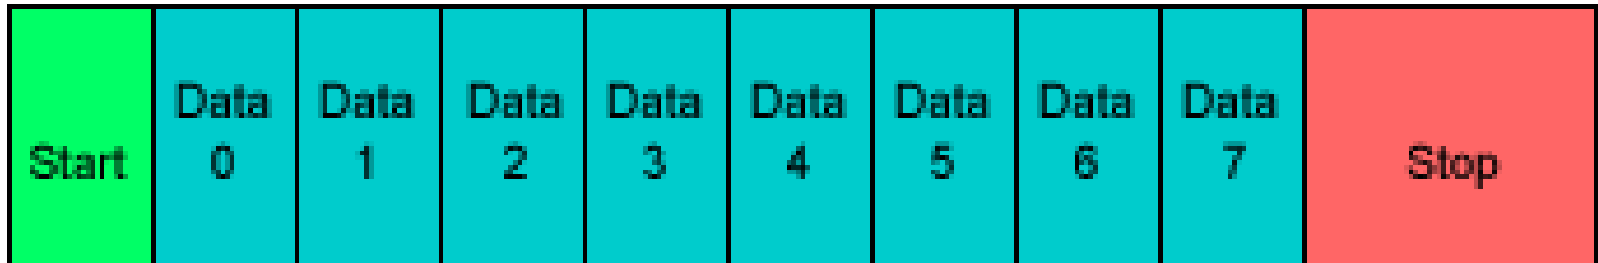 Data Data Data Data Data Data Data Data
Start 0 1 2 3 4 5 6 7 Stop